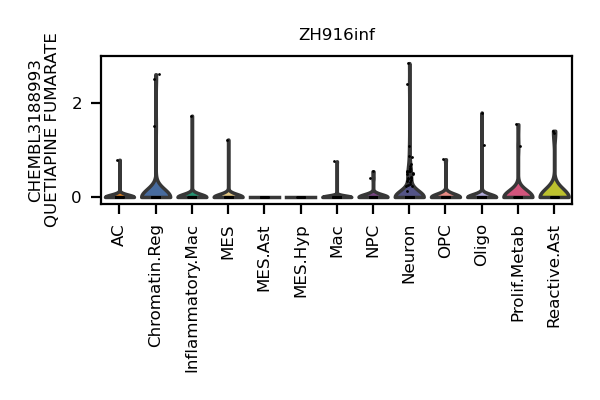 ZH916inf
CHEMBL3188993
QUETIAPINE FUMARATE
2
0
AC
Chromatin.Reg
Inflammatory.Mac
MES
MES.Ast
MES.Hyp
Mac
NPC
Neuron
OPC
Oligo
Prolif.Metab
Reactive.Ast